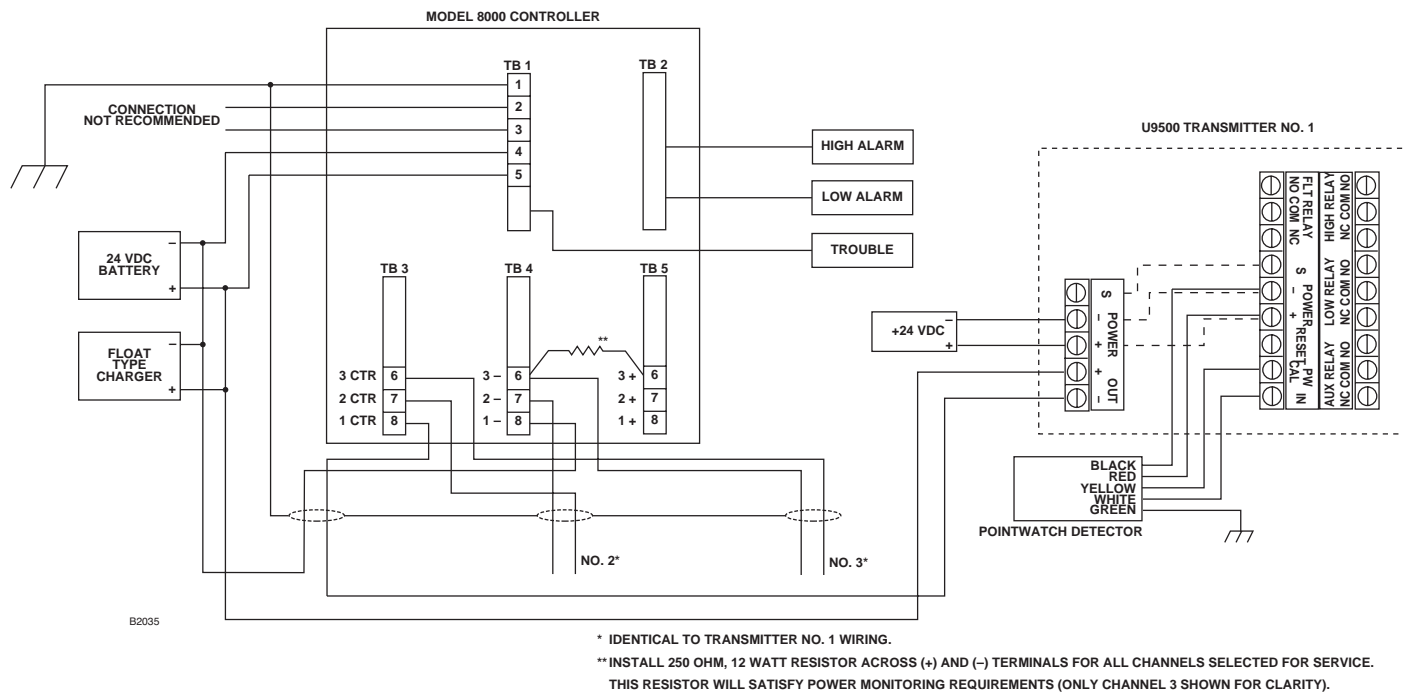 MODEL 8000 CONTROLLER
TB 1
TB 2
1
2
3
4
5
CONNECTION
NOT RECOMMENDED
HIGH ALARM
LOW ALARM
TROUBLE
–
24 VDC
BATTERY
+
–
FLOAT
TYPE
CHARGER
+
TB 3
TB 4
TB 5
**
3 CTR 6
2 CTR 7
1 CTR 8
3 – 6
2 – 7
1 – 8
3 + 6
2 + 7
1 + 8
NO. 2*
NO. 3*
U9500 TRANSMITTER NO. 1
–
+24 VDC
+
S
– POWER
+
+ OUT
–
FLT RELAY
NO COM NC
S
– POWER
+
RESET
CAL
PW
IN
HIGH RELAY
NC COM NO
LOW RELAY
NC COM NO
AUX RELAY
NC COM NO
BLACK
RED
YELLOW
WHITE
GREEN
POINTWATCH DETECTOR
B2035
* IDENTICAL TO TRANSMITTER NO. 1 WIRING.
** INSTALL 250 OHM, 12 WATT RESISTOR ACROSS (+) AND (–) TERMINALS FOR ALL CHANNELS SELECTED FOR SERVICE.
THIS RESISTOR WILL SATISFY POWER MONITORING REQUIREMENTS (ONLY CHANNEL 3 SHOWN FOR CLARITY).